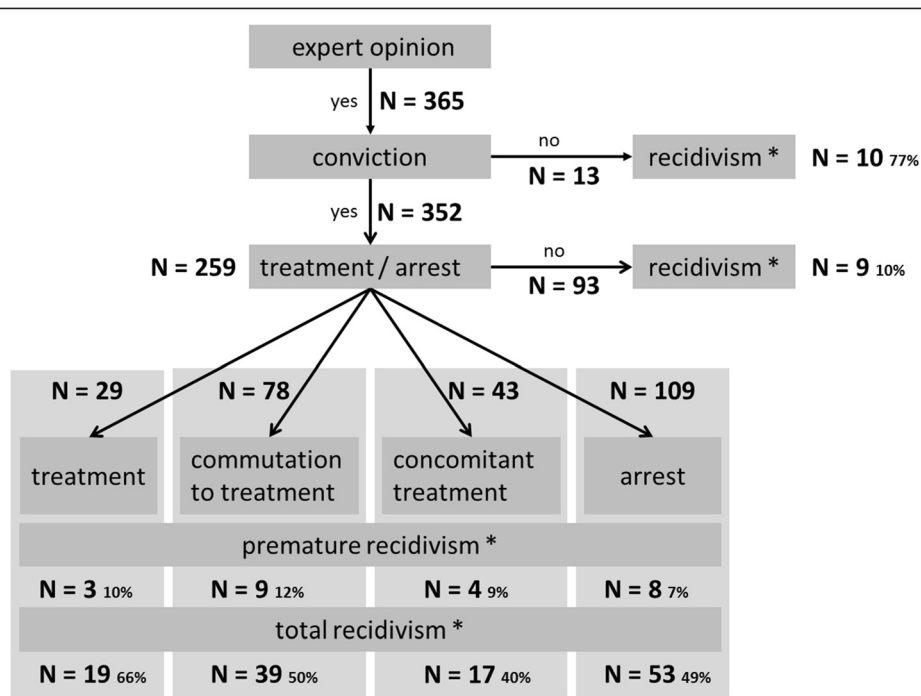 expert opinion
yes N = 365
conviction
no
N = 13
recidivism * N = 10 77%
yes N = 352
N = 259 treatment / arrest
no
N = 93
recidivism * N = 9 10%
N = 29 N = 78 N = 43 N = 109
treatment
commutation
to treatment
concomitant
treatment
arrest
premature recidivism *
N = 3 10% N = 9 12% N = 4 9% N = 8 7%
total recidivism *
N = 19 66% N = 39 50% N = 17 40% N = 53 49%